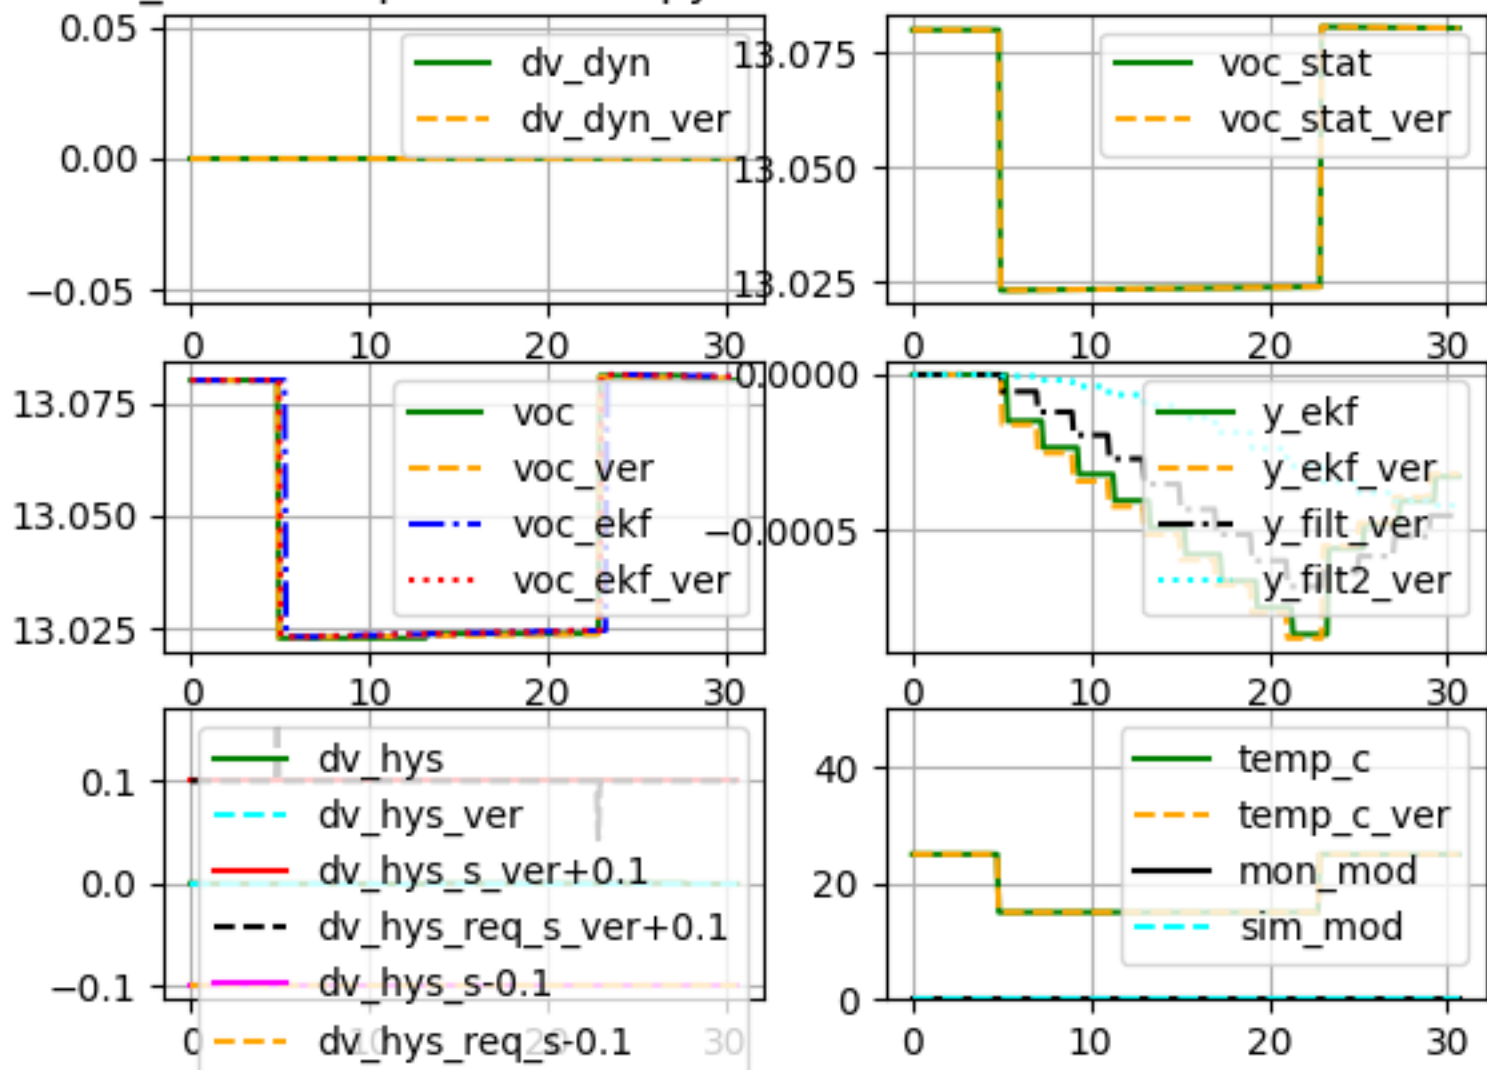 0.05
0.00
−0.05
dv_dyn
dv_dyn_ver
0 10 20 30
13.075
13.050
13.025
voc_stat
voc_stat_ver
0 10 20 30
13.075
13.050
13.025
voc
voc_ver
voc_ekf
voc_ekf_ver
0 10 20 30
0.0000
−0.0005
y_ekf
y_ekf_ver
y_filt_ver
y_filt2_ver
0 10 20 30
0.1
0.0
−0.1
dv_hys
dv_hys_ver
dv_hys_s_ver+0.1
dv_hys_req_s_ver+0.1
dv_hys_s-0.1
dv_hys_req_s-0.1
0 10 20 30
40
20
0
temp_c
temp_c_ver
mon_mod
sim_mod
0 10 20 30